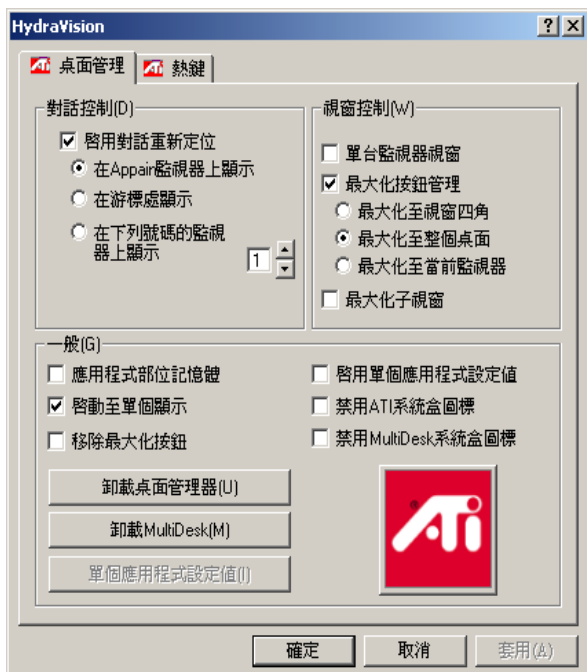 HydraVision
桌面管理
熱鍵
對話控制(D)
啓用對話重新定位
在Appair監視器上顯示
在游標處顯示
在下列號碼的監視
器上顯示
1
視窗控制(W)
單台監視器視窗
最大化按鈕管理
最大化至視窗四角
最大化至整個桌面
最大化至當前監視器
最大化子視窗
一般(G)
應用程式部位記憶體
啓動至單個顯示
移除最大化按鈕
啓用單個應用程式設定值
禁用ATI系統盒圖標
禁用MultiDesk系統盒圖標
卸載桌面管理器(U)
卸載MultiDesk(M)
單個應用程式設定值(I)
ATi
確定
取消
套用(A)